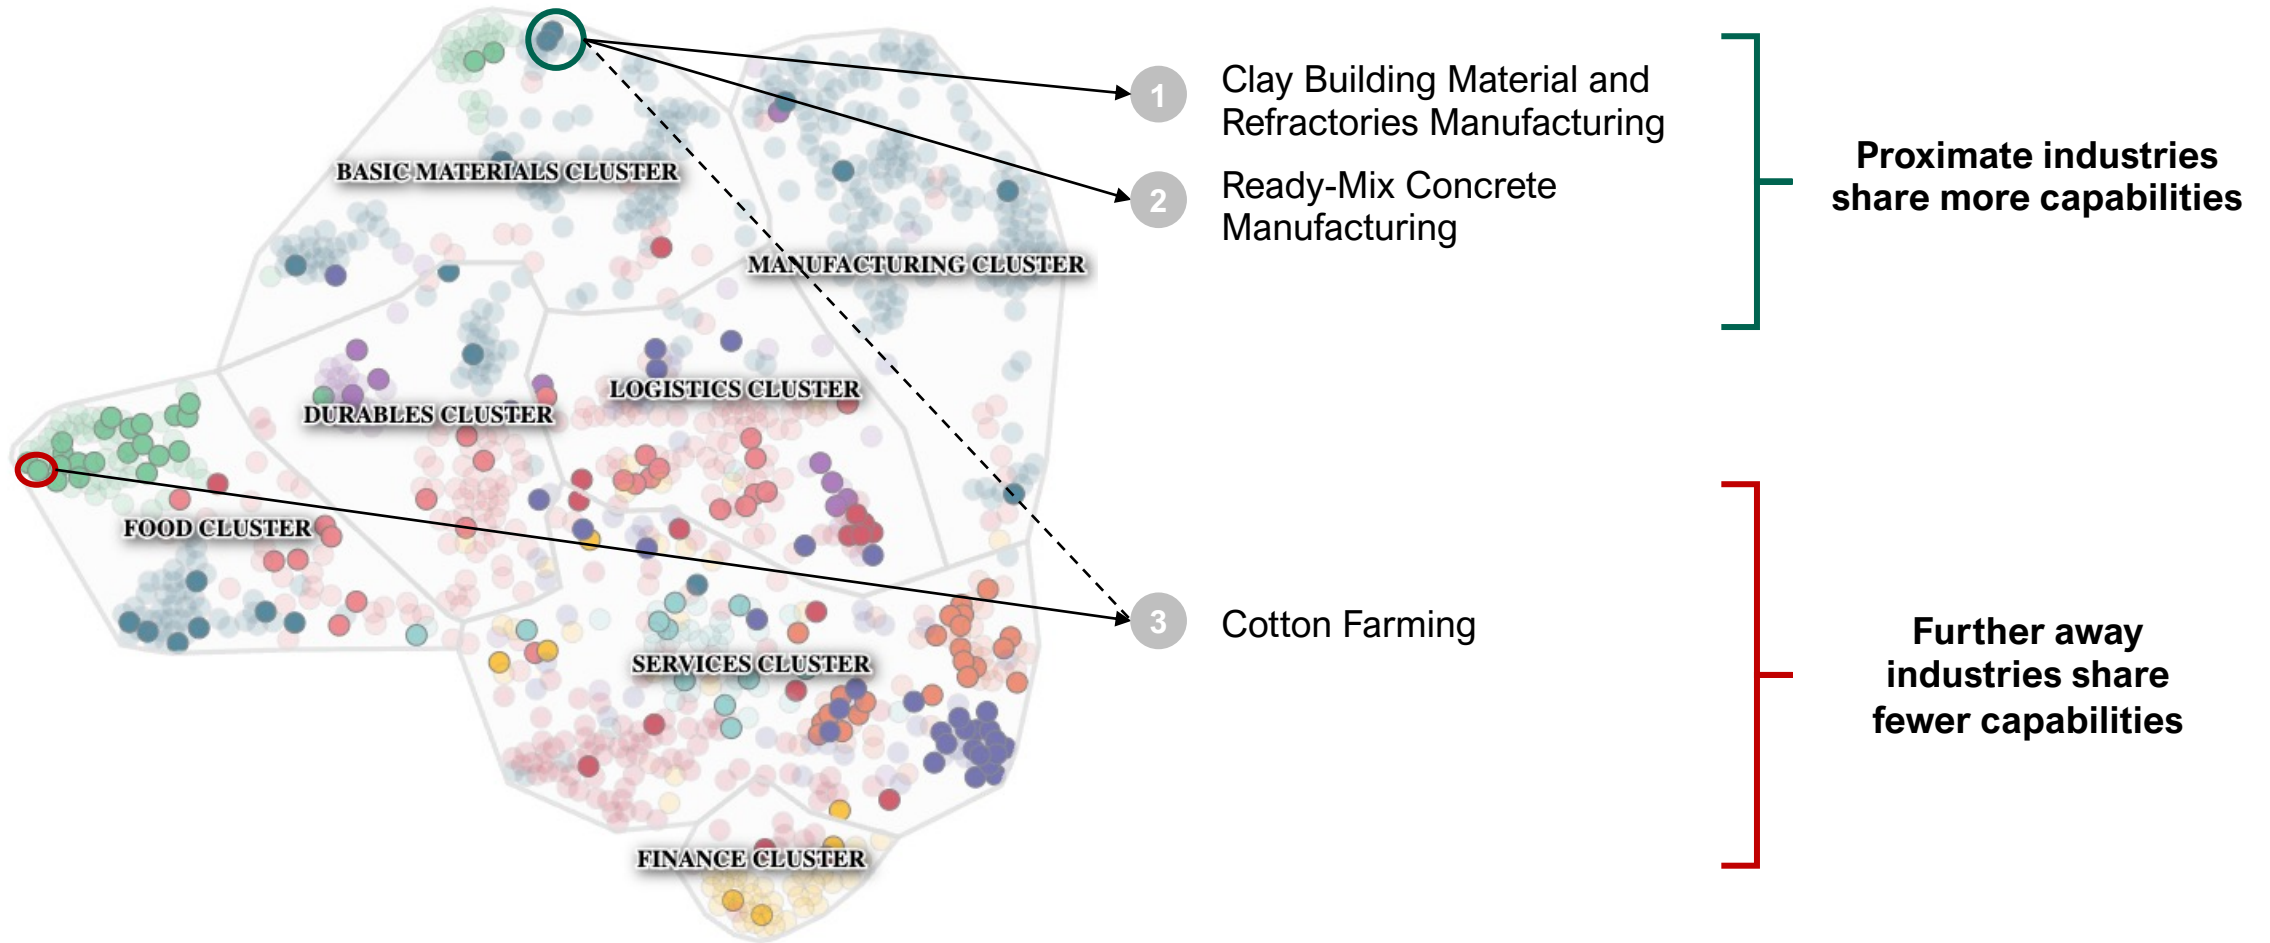 BASIC MATERIALS CLUSTER
MANUFACTURING CLUSTER
LOGISTICS CLUSTER
DURABLES CLUSTER
FOOD CLUSTER
SERVICES CLUSTER
FINANCE CLUSTER
1
Clay Building Material and
Refractories Manufacturing
2
Ready-Mix Concrete
Manufacturing
3
Cotton Farming
Proximate industries
share more capabilities
Further away
industries share
fewer capabilities